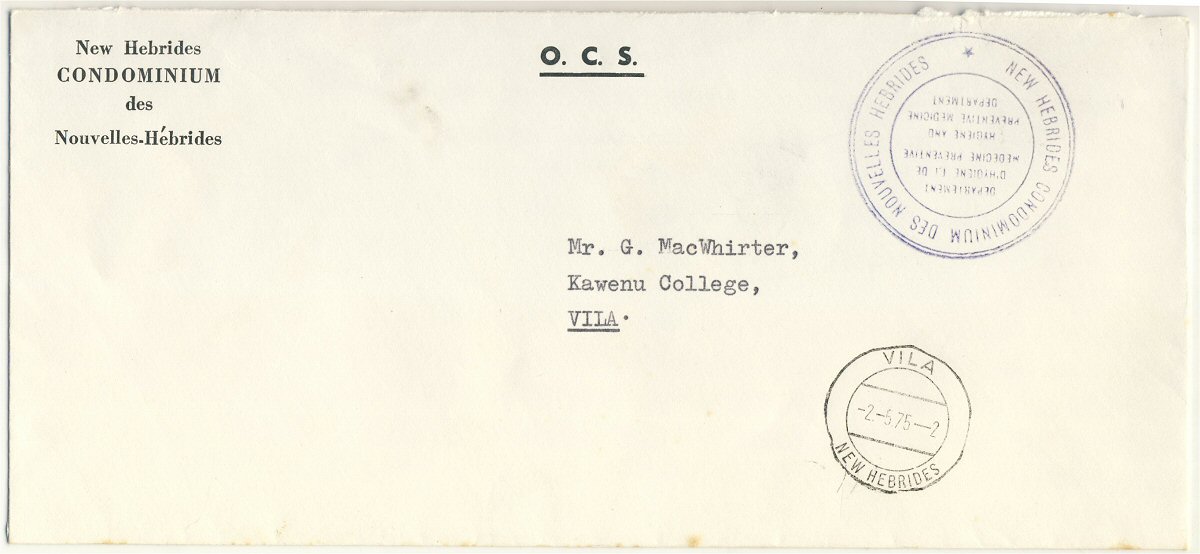 New Hebrides
CONDOMINIUM
des
Nouvelles-Hébrides
O. C. S.
NEW HEBRIDES CONDOMINIUM DES NOUVELLES HEBRIDES
DEPARTEMENT
D'HYGIENE ET DE
MEDECINE PREVENTIVE
HYGIENE AND
PREVENTIVE MEDICINE
DEPARTMENT
Mr. G. MacWhirter,
Kawenu College,
VILA.
VILA
-2.-5.75--2
NEW HEBRIDES